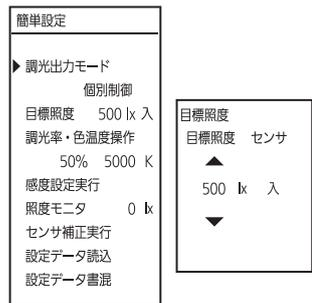 簡単設定
▶ 調光出力モード
個別制御
目標照度 500 lx 入
調光率・色温度操作
50% 5000 K
感度設定実行
照度モニタ 0 lx
センサ補正実行
設定データ読込
設定データ書混
目標照度
目標照度 センサ
▲
500 lx 入
▼